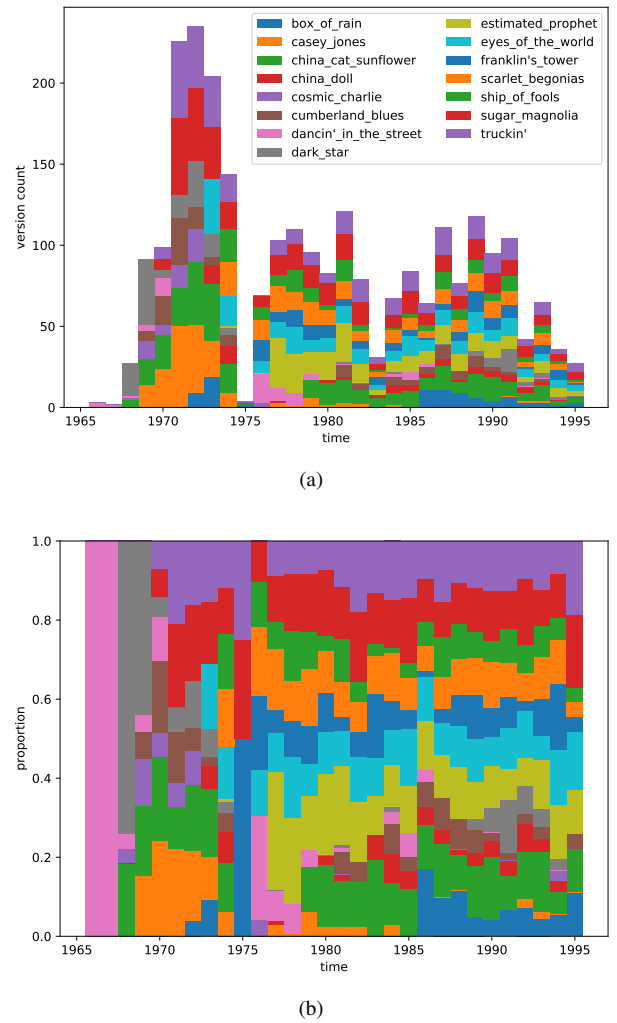 box_of_rain
casey_jones
china_cat_sunflower
china_doll
cosmic_charlie
cumberland_blues
dancin'_in_the_street
dark_star
estimated_prophet
eyes_of_the_world
franklin's_tower
scarlet_begonias
ship_of_fools
sugar_magnolia
truckin'
version count
200
150
100
50
0
1965 1970 1975 1980 1985 1990 1995
time
(a)
proportion
1.0
0.8
0.6
0.4
0.2
0.0
1965 1970 1975 1980 1985 1990 1995
time
(b)